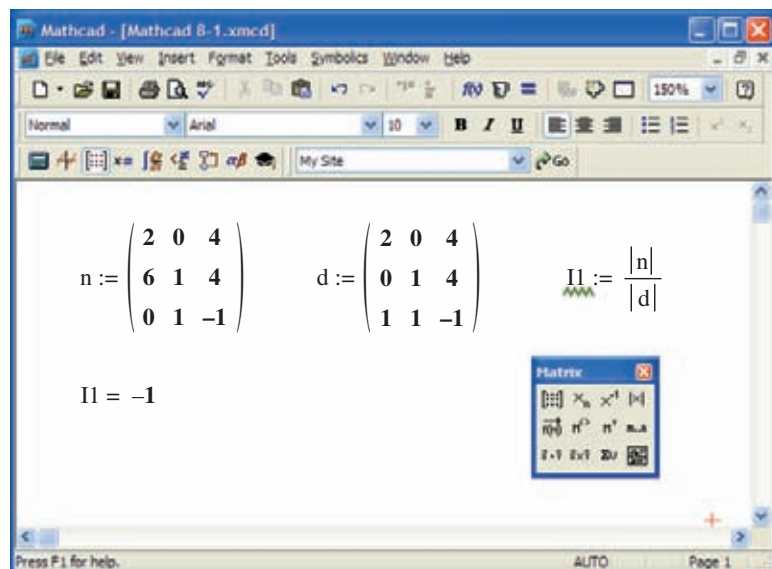 Mathcad - [Mathcad 8-1.xmcd]
File Edit View Insert Format Tools Symbolics Window Help
150%
Normal Arial 10 B I U
My Site Go
n := ( 2 0 4
6 1 4
0 1 –1 )
d := ( 2 0 4
0 1 4
1 1 –1 )
I1 := |n|
|d|
I1 = –1
Matrix
Press F1 for help. AUTO Page 1